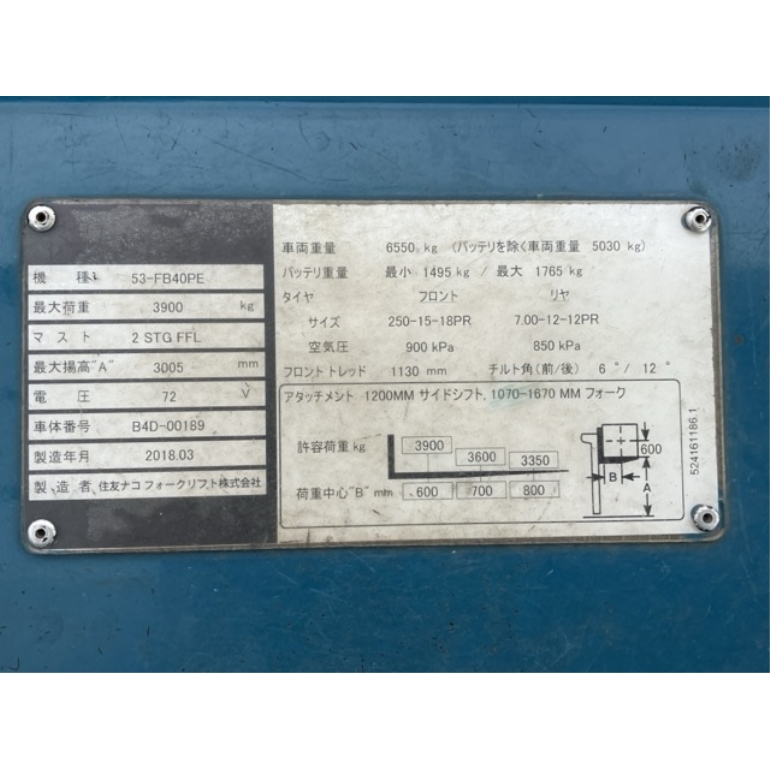 機種 53-FB40PE
最大荷重 3900 kg
マスト 2 STG FFL
最大揚高"A" 3005 mm
電圧 72 V
車体番号 B4D-00189
製造年月 2018.03
製造者 住友ナコ フォークリフト株式会社
車両重量 6550 kg (バッテリを除く車両重量 5030 kg)
バッテリ重量 最小 1495 kg / 最大 1765 kg
タイヤ フロント リヤ
サイズ 250-15-18PR 7.00-12-12PR
空気圧 900 kPa 850 kPa
フロントトレッド 1130 mm チルト角(前/後) 6 °/ 12 °
アタッチメント 1200MM サイドシフト, 1070-1670 MM フォーク
許容荷重 kg 3900 3600 3350
荷重中心"B" mm 600 700 800
600
B
A
524161186.1